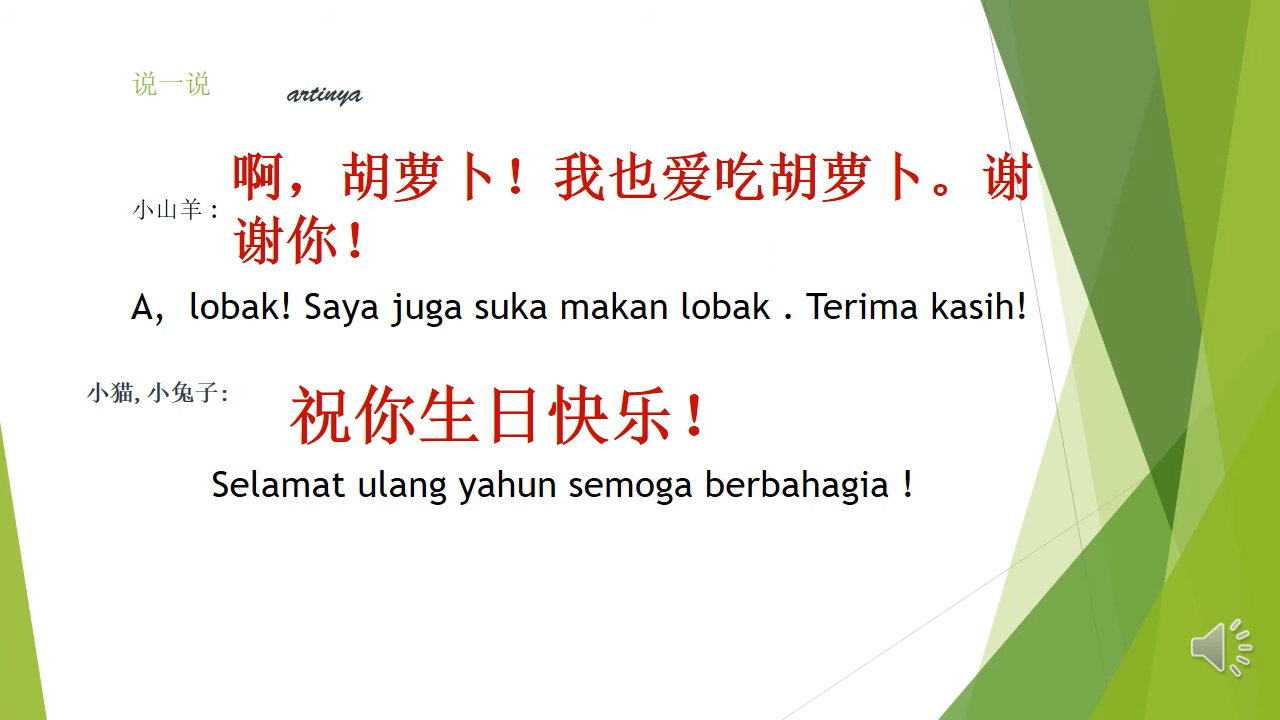 说一说 artinya
小山羊：
啊，胡萝卜！我也爱吃胡萝卜。谢
谢你！
A，lobak! Saya juga suka makan lobak . Terima kasih!
小猫,小兔子:
祝你生日快乐！
Selamat ulang yahun semoga berbahagia！